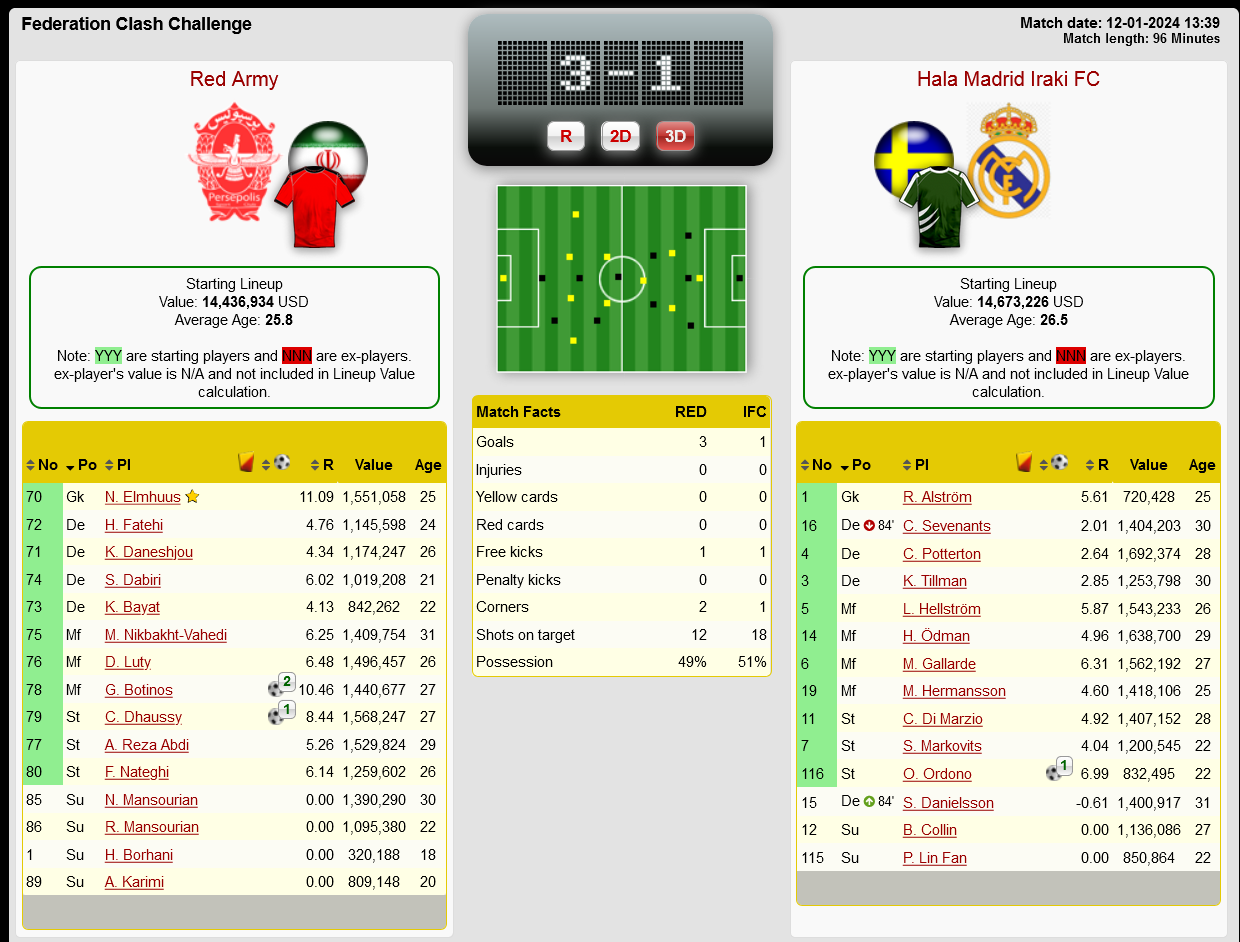 Federation Clash Challenge
Match date: 12-01-2024 13:39
Match length: 96 Minutes
Red Army
Persepolis
Starting Lineup
Value: 14,436,934 USD
Average Age: 25.8
Note: YYY are starting players and NNN are ex-players.
ex-player's value is N/A and not included in Lineup Value
calculation.
No Po Pl R Value Age
70 Gk N. Elmhuus 11.09 1,551,058 25
72 De H. Fatehi 4.76 1,145,598 24
71 De K. Daneshjou 4.34 1,174,247 26
74 De S. Dabiri 6.02 1,019,208 21
73 De K. Bayat 4.13 842,262 22
75 Mf M. Nikbakht-Vahedi 6.25 1,409,754 31
76 Mf D. Luty 6.48 1,496,457 26
78 Mf G. Botinos 2 10.46 1,440,677 27
79 St C. Dhaussy 1 8.44 1,568,247 27
77 St A. Reza Abdi 5.26 1,529,824 29
80 St F. Nateghi 6.14 1,259,602 26
85 Su N. Mansourian 0.00 1,390,290 30
86 Su R. Mansourian 0.00 1,095,380 22
1 Su H. Borhani 0.00 320,188 18
89 Su A. Karimi 0.00 809,148 20
3-1
R 2D 3D
Match Facts RED IFC
Goals 3 1
Injuries 0 0
Yellow cards 0 0
Red cards 0 0
Free kicks 1 1
Penalty kicks 0 0
Corners 2 1
Shots on target 12 18
Possession 49% 51%
Hala Madrid Iraki FC
Starting Lineup
Value: 14,673,226 USD
Average Age: 26.5
Note: YYY are starting players and NNN are ex-players.
ex-player's value is N/A and not included in Lineup Value
calculation.
No Po Pl R Value Age
1 Gk R. Alström 5.61 720,428 25
16 De 84' C. Sevenants 2.01 1,404,203 30
4 De C. Potterton 2.64 1,692,374 28
3 De K. Tillman 2.85 1,253,798 30
5 Mf L. Hellström 5.87 1,543,233 26
14 Mf H. Ödman 4.96 1,638,700 29
6 Mf M. Gallarde 6.31 1,562,192 27
19 Mf M. Hermansson 4.60 1,418,106 25
11 St C. Di Marzio 4.92 1,407,152 28
7 St S. Markovits 4.04 1,200,545 22
116 St O. Ordono 1 6.99 832,495 22
15 De 84' S. Danielsson -0.61 1,400,917 31
12 Su B. Collin 0.00 1,136,086 27
115 Su P. Lin Fan 0.00 850,864 22